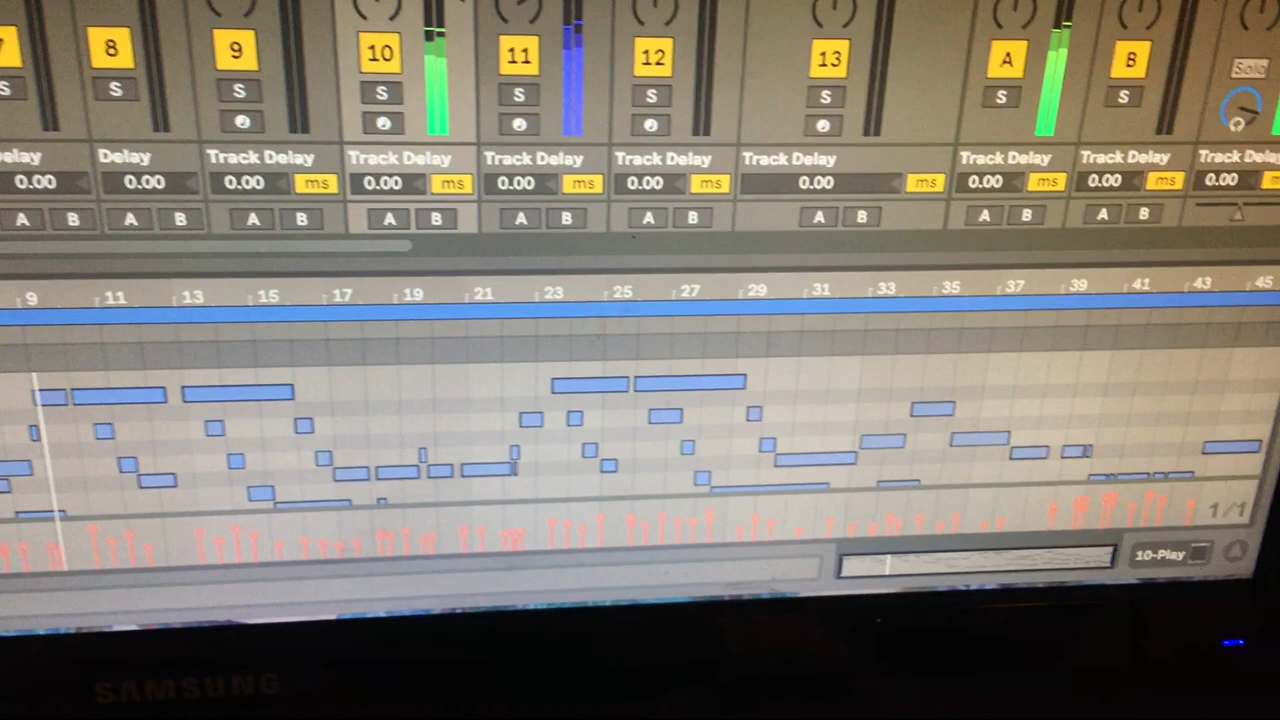 8 9 10 11 12 13 A B
S S S S S S S S S Solo
Delay Track Delay Track Delay Track Delay Track Delay Track Delay Track Delay Track Delay Track
0.00 0.00 0.00 ms 0.00 ms 0.00 ms 0.00 ms 0.00 ms 0.00 ms 0.00 ms 0.00
A B A B A B A B A B A B A B A B A B
9 11 13 15 17 19 21 23 25 27 29 31 33 35 37 39 41 43 45
1/1
10-Play
SAMSUNG